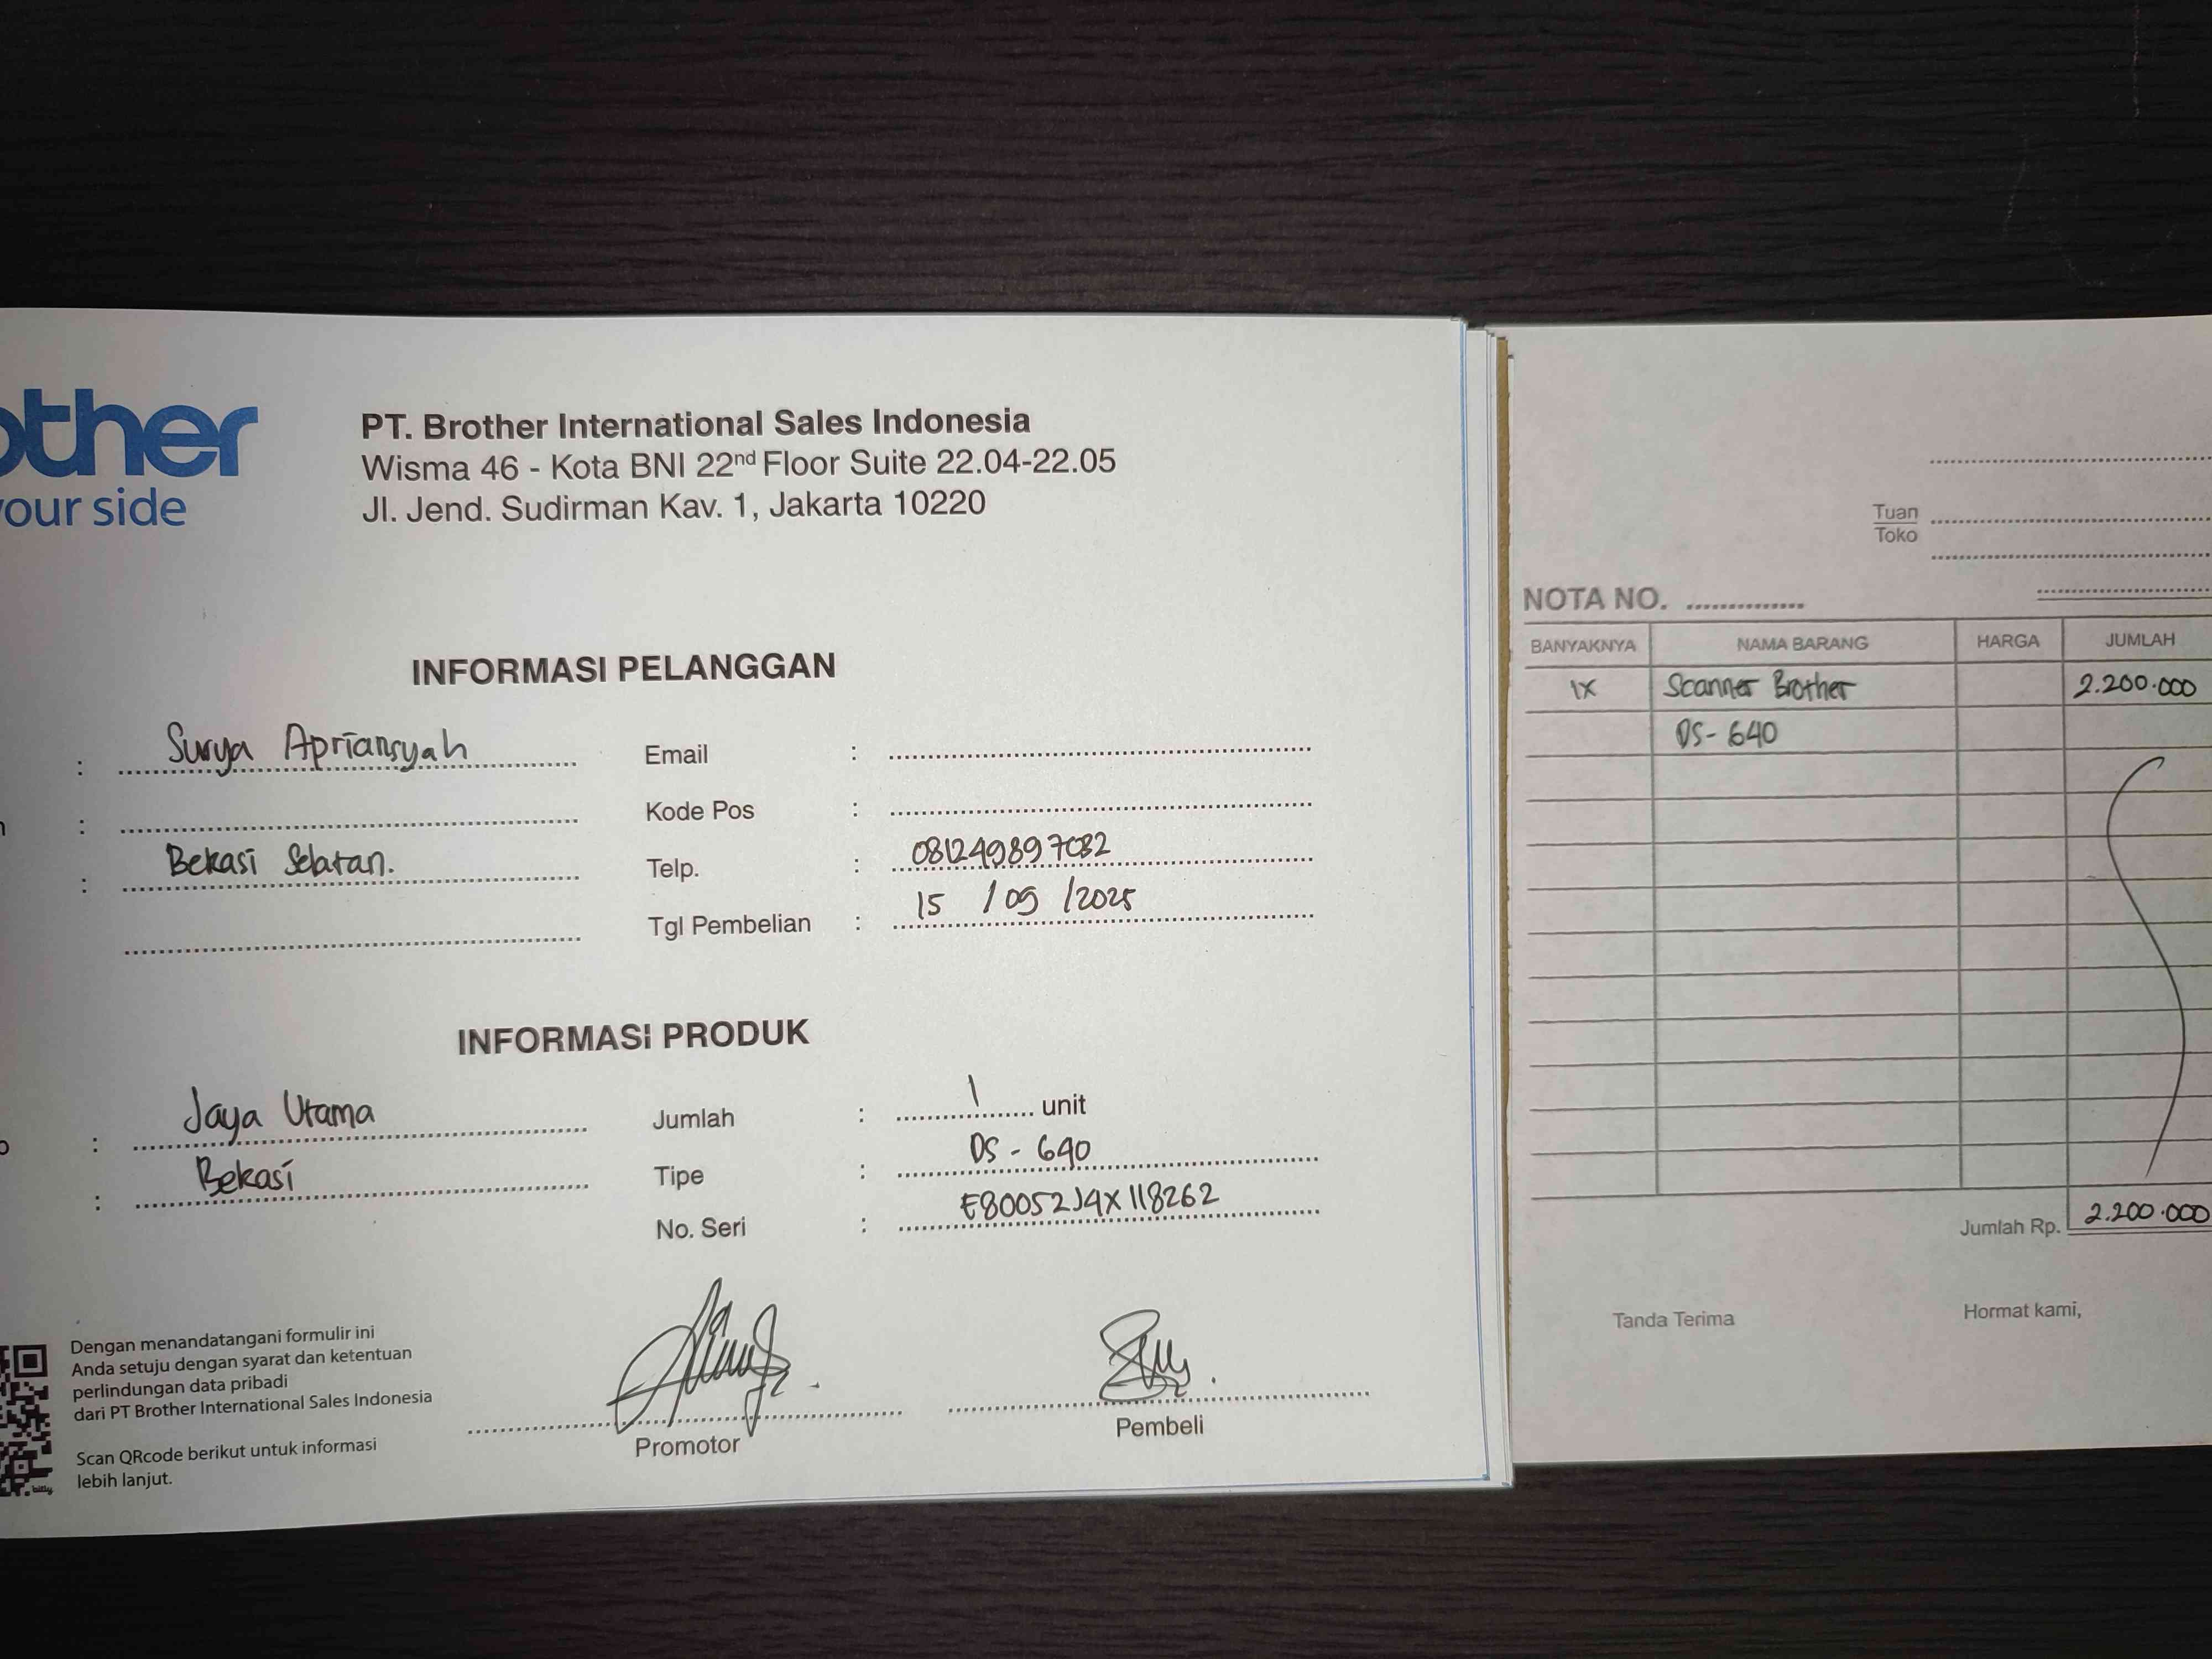 other
your side
PT. Brother International Sales Indonesia
Wisma 46 - Kota BNI 22nd Floor Suite 22.04-22.05
Jl. Jend. Sudirman Kav. 1, Jakarta 10220
INFORMASI PELANGGAN
: Surya Apriansyah
Email :
:
Kode Pos :
: Bekasi Selatan.
Telp. : 081249897082
Tgl Pembelian : 15 / 09 / 2025
INFORMASI PRODUK
: Jaya Utama
Jumlah : 1 unit
: Bekasi
Tipe : DS - 640
No. Seri : E80052J4X118262
Dengan menandatangani formulir ini
Anda setuju dengan syarat dan ketentuan
perlindungan data pribadi
dari PT Brother International Sales Indonesia
Scan QRcode berikut untuk informasi
lebih lanjut.
bitly
Promotor
Pembeli
Tuan
Toko
NOTA NO.
BANYAKNYA NAMA BARANG HARGA JUMLAH
1X Scanner Brother 2.200.000
DS- 640
Jumlah Rp. 2.200.000
Tanda Terima
Hormat kami,